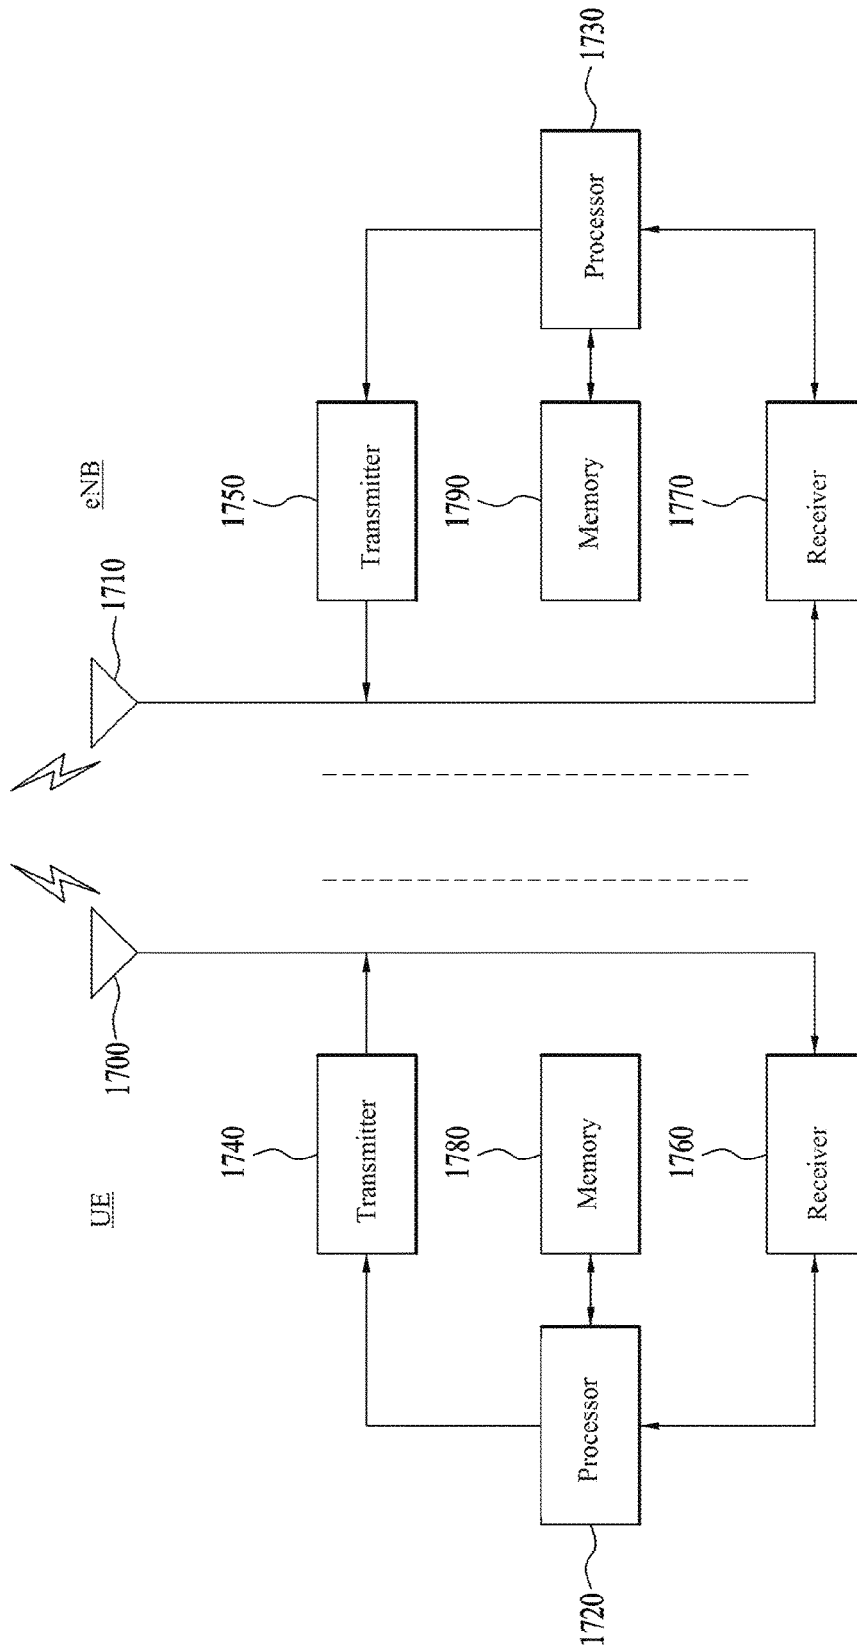 UE
eNB
1700
1710
1740
Transmitter
1750
Transmitter
1720
Processor
1780
Memory
1790
Memory
Processor
1730
1760
Receiver
1770
Receiver